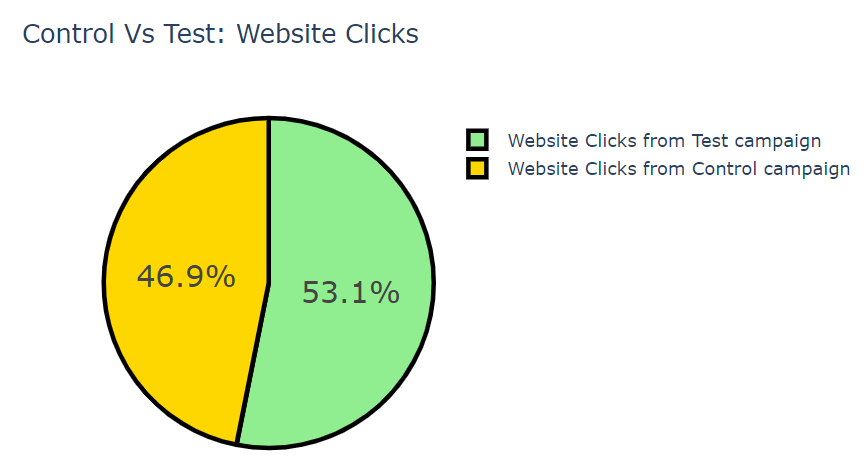 Control Vs Test: Website Clicks
Website Clicks from Test campaign
Website Clicks from Control campaign
46.9%
53.1%